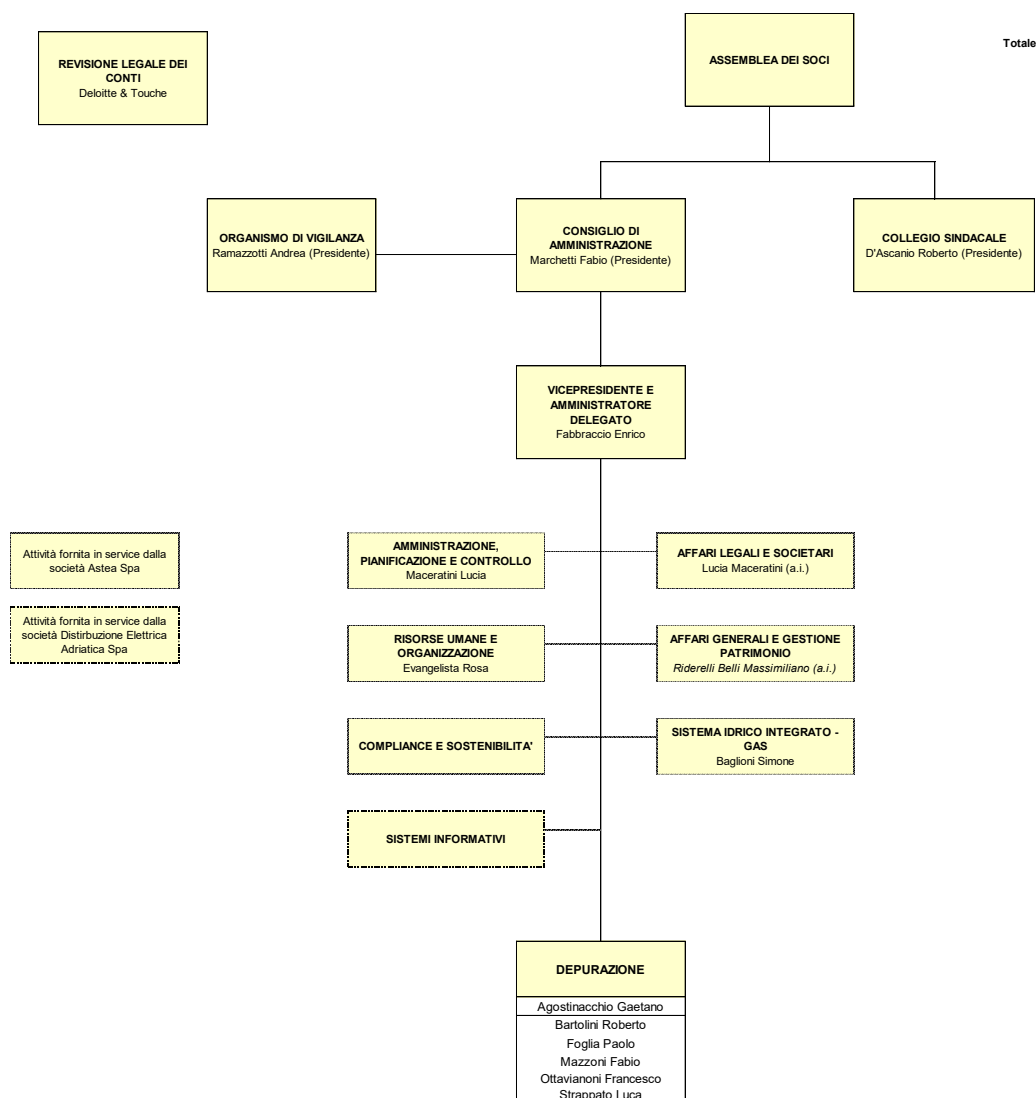 Totale
REVISIONE LEGALE DEI
CONTI
Deloitte & Touche
ASSEMBLEA DEI SOCI
ORGANISMO DI VIGILANZA
Ramazzotti Andrea (Presidente)
CONSIGLIO DI
AMMINISTRAZIONE
Marchetti Fabio (Presidente)
COLLEGIO SINDACALE
D'Ascanio Roberto (Presidente)
VICEPRESIDENTE E
AMMINISTRATORE
DELEGATO
Fabbraccio Enrico
Attività fornita in service dalla
società Astea Spa
AMMINISTRAZIONE,
PIANIFICAZIONE E CONTROLLO
Maceratini Lucia
AFFARI LEGALI E SOCIETARI
Lucia Maceratini (a.i.)
Attività fornita in service dalla
società Distirbuzione Elettrica
Adriatica Spa
RISORSE UMANE E
ORGANIZZAZIONE
Evangelista Rosa
AFFARI GENERALI E GESTIONE
PATRIMONIO
Riderelli Belli Massimiliano (a.i.)
COMPLIANCE E SOSTENIBILITA'
SISTEMA IDRICO INTEGRATO -
GAS
Baglioni Simone
SISTEMI INFORMATIVI
DEPURAZIONE
Agostinacchio Gaetano
Bartolini Roberto
Foglia Paolo
Mazzoni Fabio
Ottavianoni Francesco
Strappato Luca